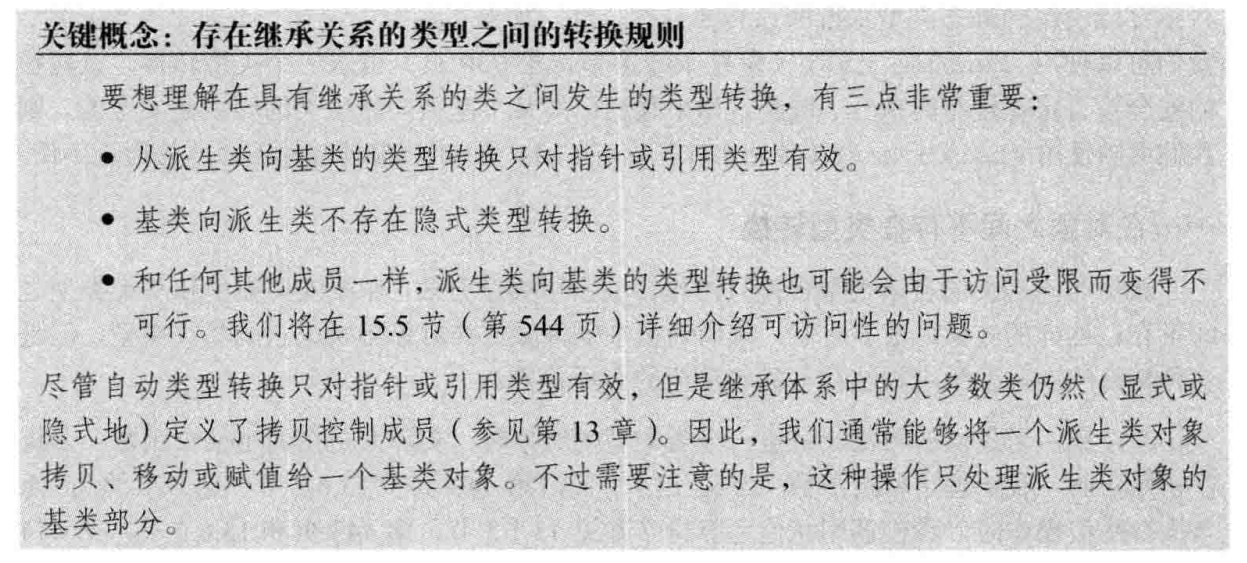 关键概念：存在继承关系的类型之间的转换规则
要想理解在具有继承关系的类之间发生的类型转换，有三点非常重要：
● 从派生类向基类的类型转换只对指针或引用类型有效。
● 基类向派生类不存在隐式类型转换。
● 和任何其他成员一样，派生类向基类的类型转换也可能会由于访问受限而变得不
可行。我们将在 15.5 节（第 544 页）详细介绍可访问性的问题。
尽管自动类型转换只对指针或引用类型有效，但是继承体系中的大多数类仍然（显式或
隐式地）定义了拷贝控制成员（参见第 13 章）。因此，我们通常能够将一个派生类对象
拷贝、移动或赋值给一个基类对象。不过需要注意的是，这种操作只处理派生类对象的
基类部分。